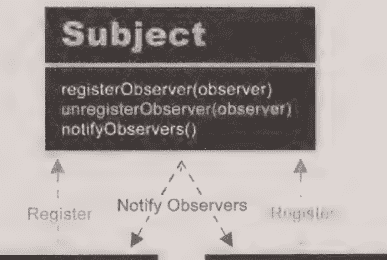 Subject
registerObserver(observer)
unregisterObserver(observer)
notifyObservers()
Register
Notify Observers
Register